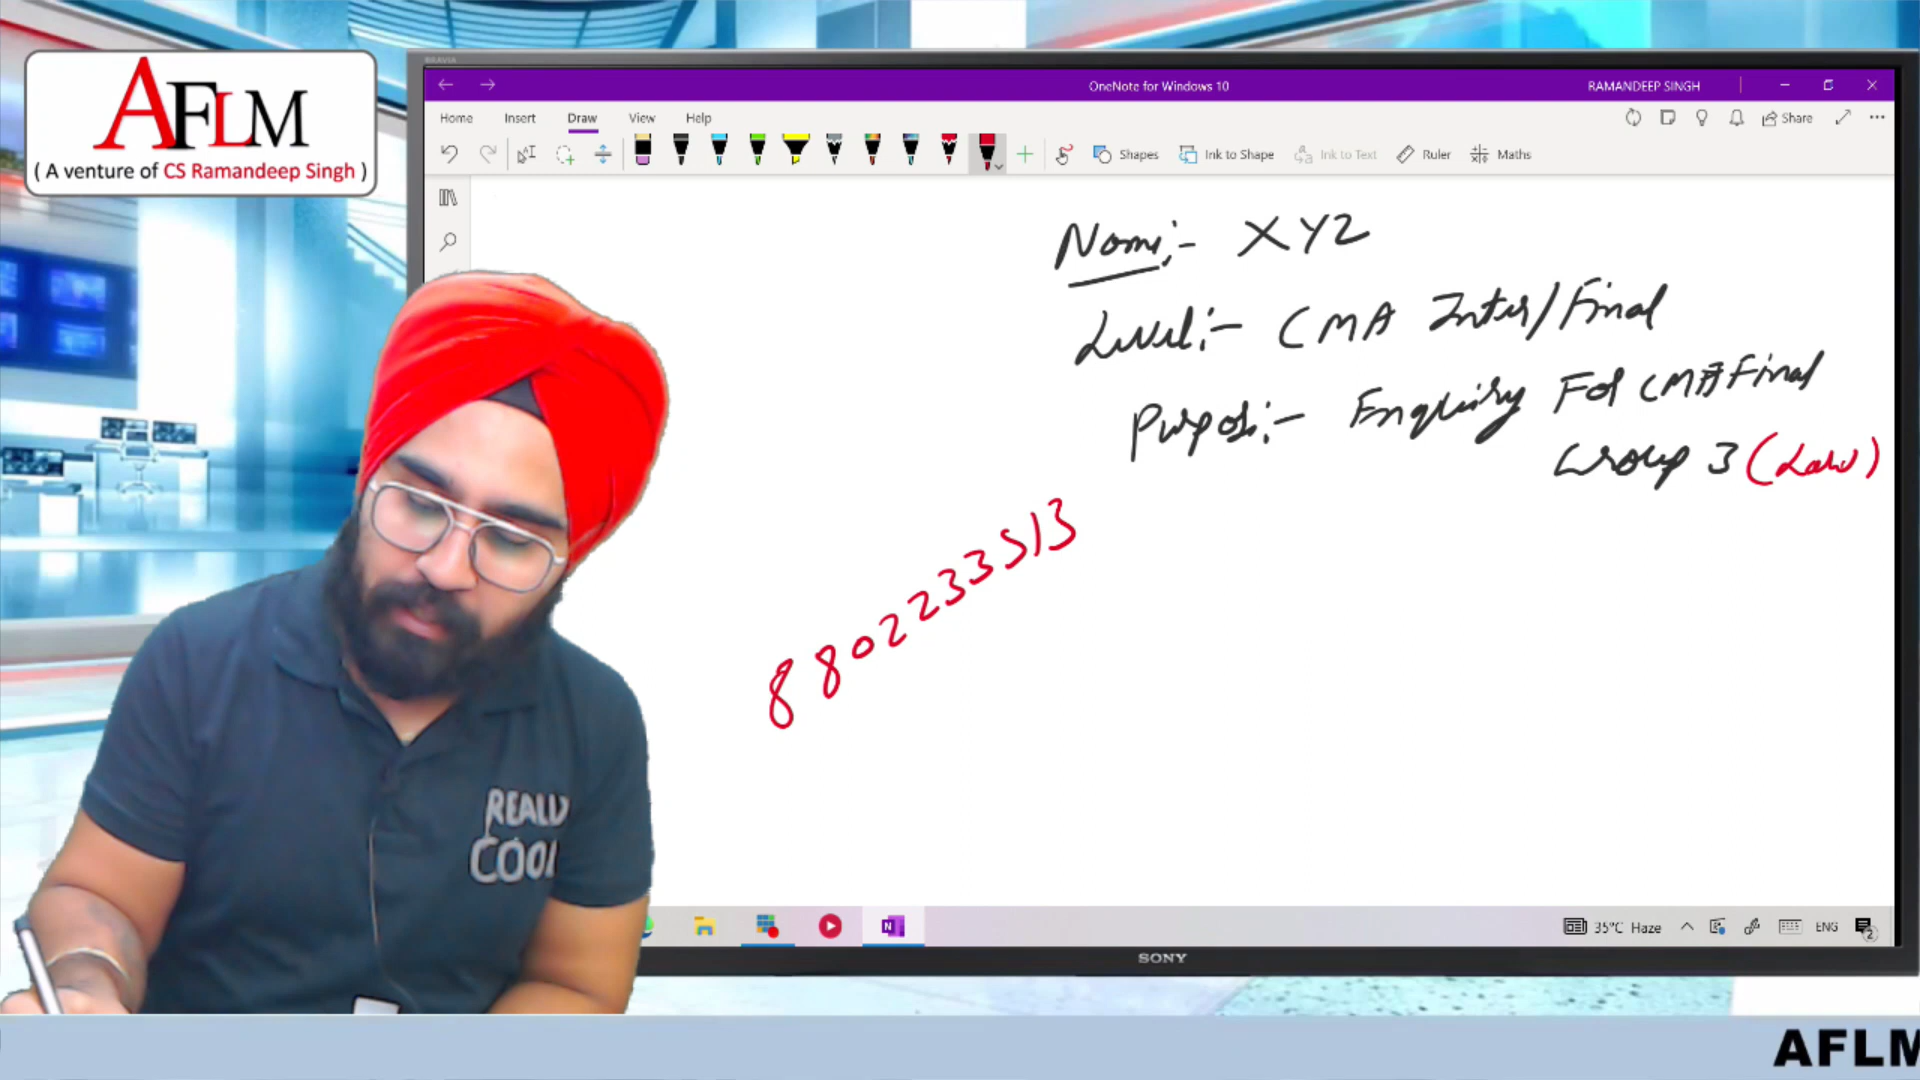 AFLM
( A venture of CS Ramandeep Singh )
BRAVIA
OneNote for Windows 10
RAMANDEEP SINGH
Home Insert Draw View Help
Share
Shapes Ink to Shape Ink to Text Ruler Maths
Name:- XYZ
Level:- CMA Inter/Final
Purpose:- Enquiry For CMA Final
Group 3 (Law)
8802233513
REALLY
COOL
35°C Haze ENG 2
SONY
AFLM